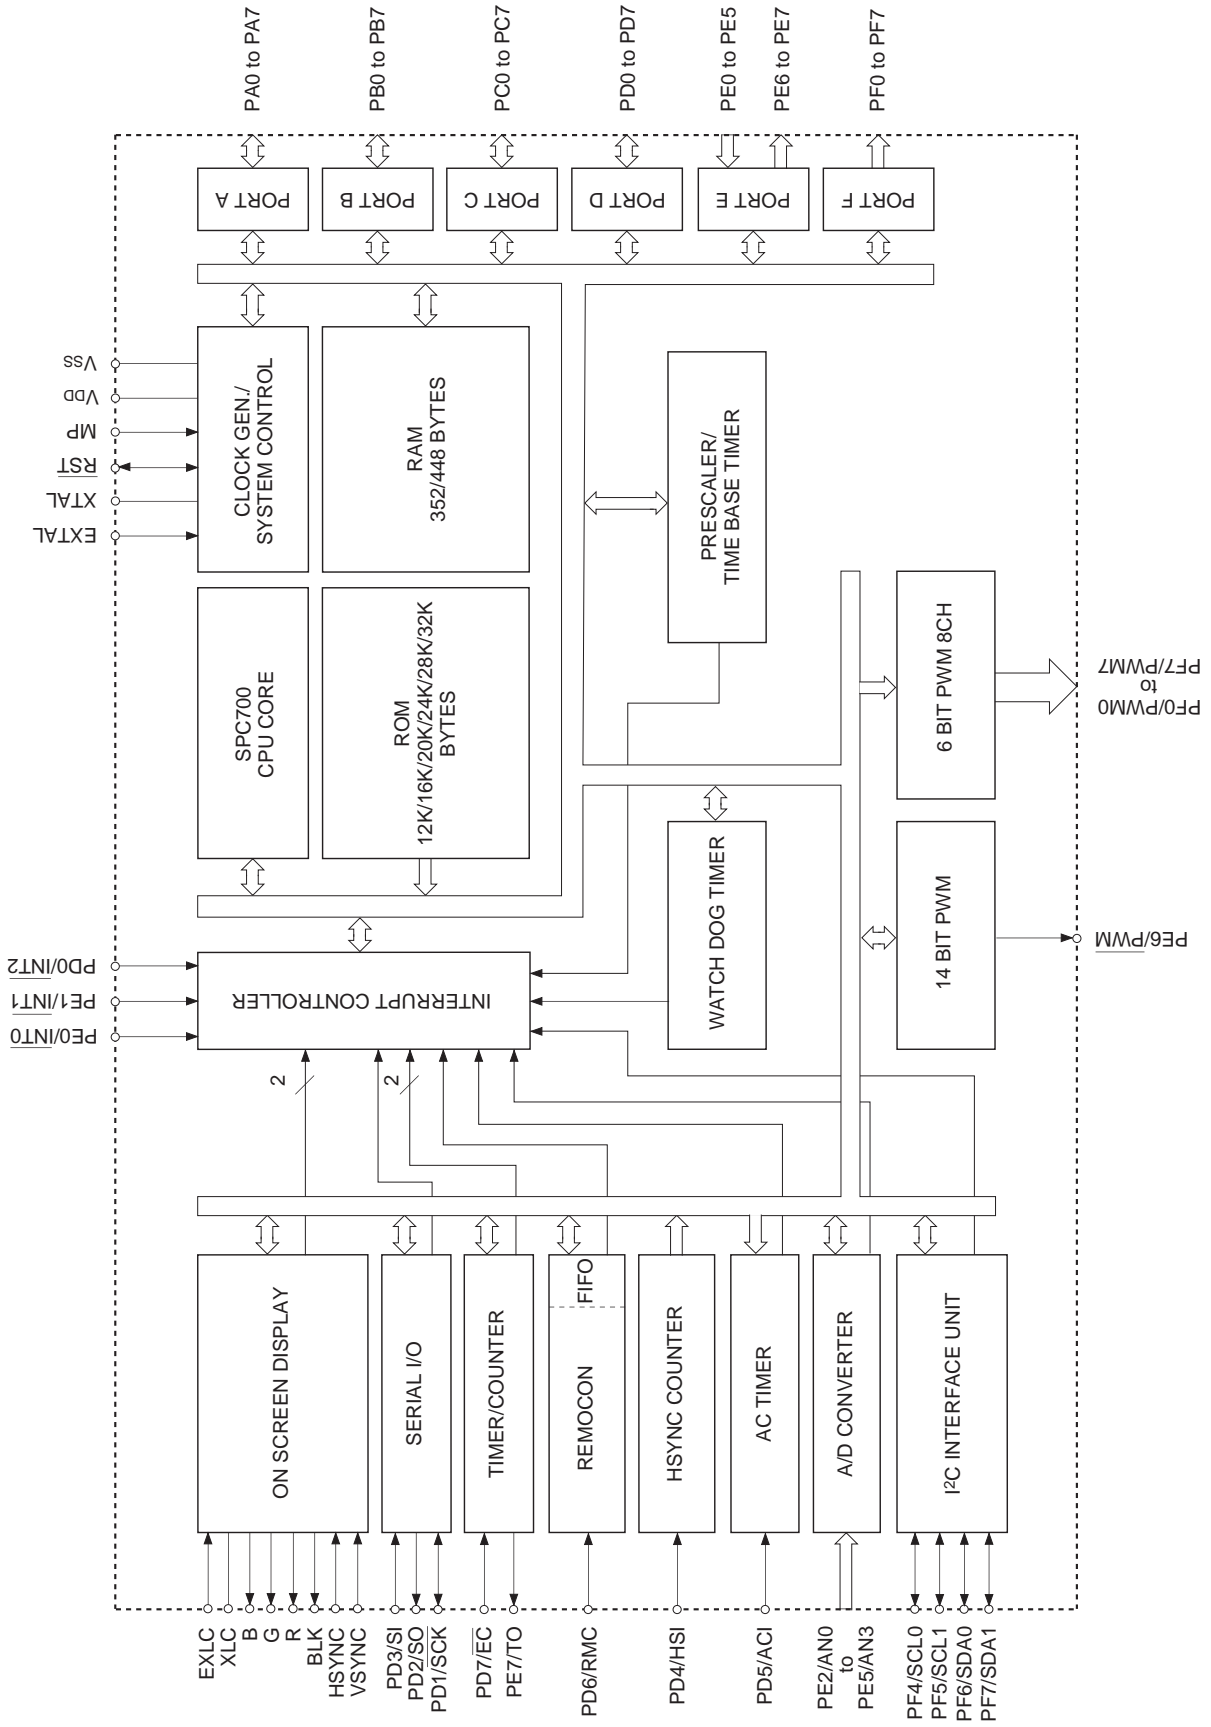 PA0 to PA7
PB0 to PB7
PC0 to PC7
PD0 to PD7
PE0 to PE5
PE6 to PE7
PF0 to PF7
PORT A
PORT B
PORT C
PORT D
PORT E
PORT F
VSS
VDD
MP
RST
XTAL
EXTAL
CLOCK GEN./
SYSTEM CONTROL
RAM
352/448 BYTES
PRESCALER/
TIME BASE TIMER
SPC700
CPU CORE
ROM
12K/16K/20K/24K/28K/32K
BYTES
6 BIT PWM 8CH
PF0/PWM0
to
PF7/PWM7
WATCH DOG TIMER
14 BIT PWM
PE6/PWM
PD0/INT2
PE1/INT1
PE0/INT0
INTERRUPT CONTROLLER
2
2
ON SCREEN DISPLAY
SERIAL I/O
TIMER/COUNTER
REMOCON
FIFO
HSYNC COUNTER
AC TIMER
A/D CONVERTER
I²C INTERFACE UNIT
EXLC
XLC
B
G
R
BLK
HSYNC
VSYNC
PD3/SI
PD2/SO
PD1/SCK
PD7/EC
PE7/TO
PD6/RMC
PD4/HSI
PD5/ACI
PE2/AN0
to
PE5/AN3
PF4/SCL0
PF5/SCL1
PF6/SDA0
PF7/SDA1